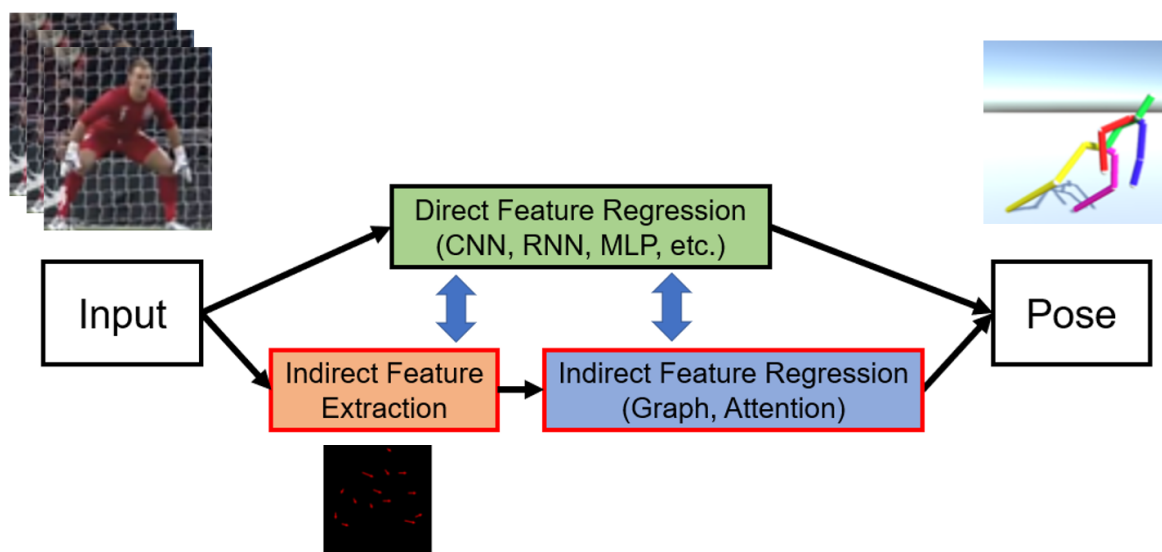 Direct Feature Regression
(CNN, RNN, MLP, etc.)
Input
Pose
Indirect Feature
Extraction
Indirect Feature Regression
(Graph, Attention)